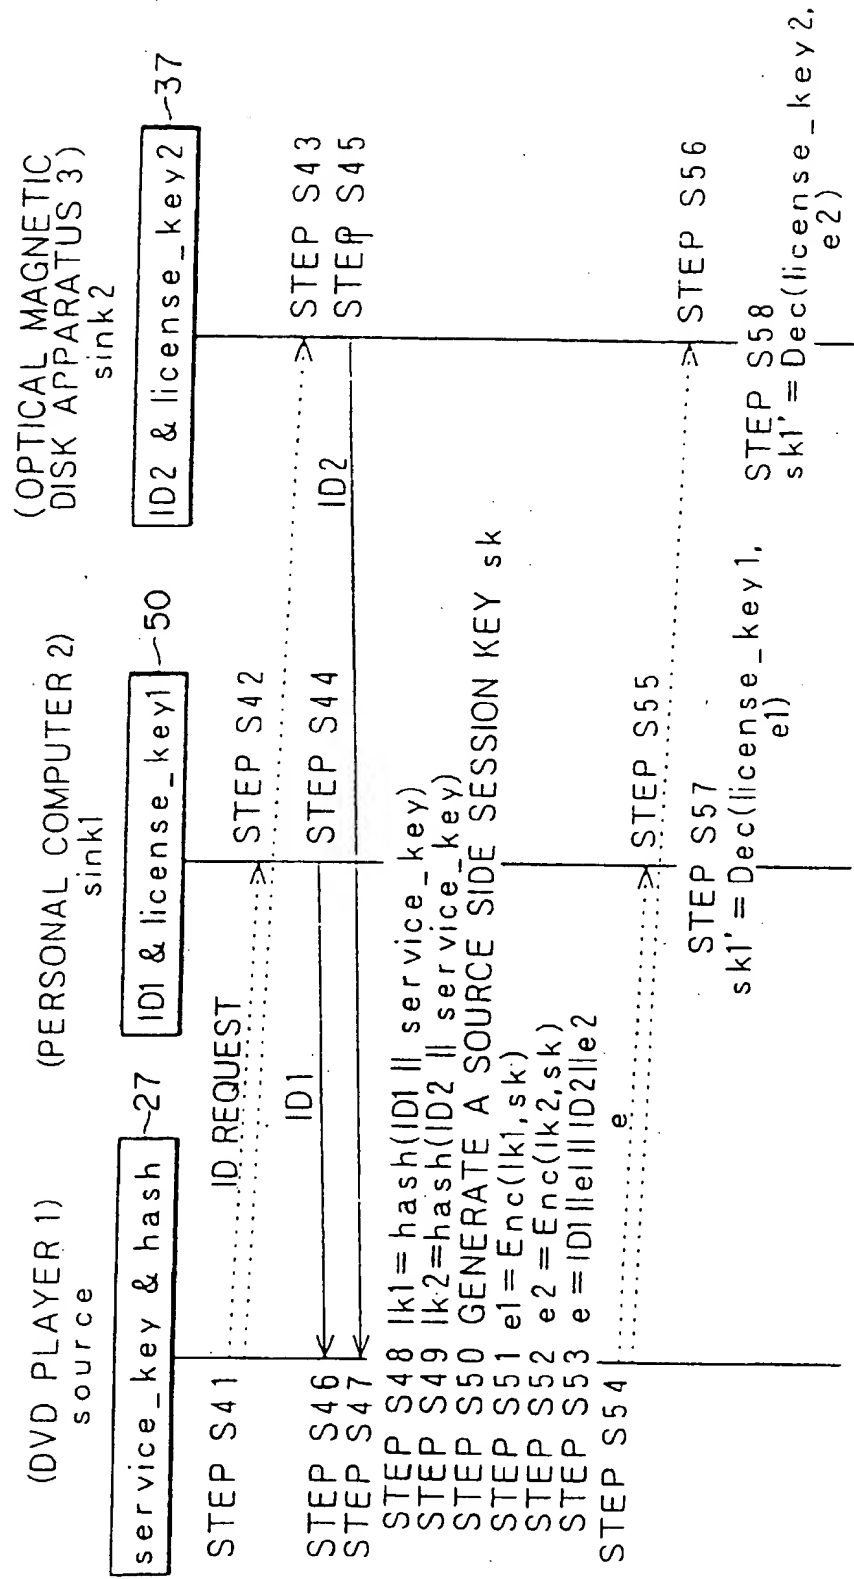 (DVD PLAYER 1)
source
service_key & hash ~27
(PERSONAL COMPUTER 2)
sink1
ID1 & license_key1 ~50
(OPTICAL MAGNETIC
DISK APPARATUS 3)
sink2
ID2 & license_key2 ~37
STEP S41
ID REQUEST
STEP S42
STEP S43
STEP S46
ID1
STEP S44
STEP S47
ID2
STEP S45
STEP S48 lk1=hash(ID1 || service_key)
STEP S49 lk2=hash(ID2 || service_key)
STEP S50 GENERATE A SOURCE SIDE SESSION KEY sk
STEP S51 e1=Enc(lk1,sk)
STEP S52 e2=Enc(lk2,sk)
STEP S53 e=ID1||e1||ID2||e2
STEP S54
e
STEP S55
STEP S56
STEP S57
sk1'=Dec(license_key1,
e1)
STEP S58
sk1'=Dec(license_key2,
e2)